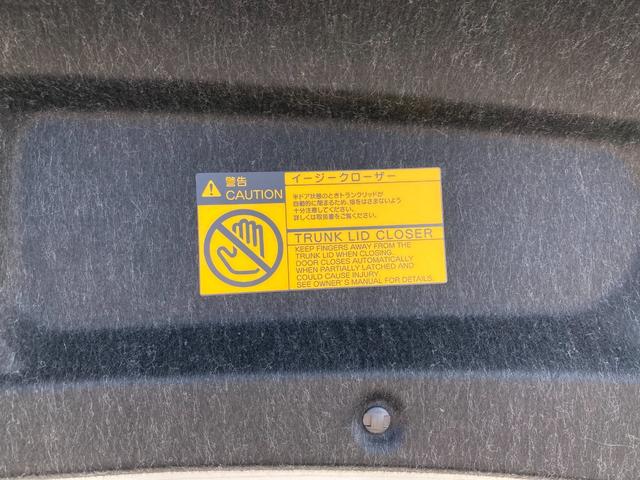 警告
CAUTION
イージークローザー
半ドア状態のときトランクリッドが
自動的に閉まるため、指をはさまないよう
十分注意してください。
詳しくは取扱書をご覧ください。
TRUNK LID CLOSER
KEEP FINGERS AWAY FROM THE
TRUNK LID WHEN CLOSING.
DOOR CLOSES AUTOMATICALLY
WHEN PARTIALLY LATCHED AND
COULD CAUSE INJURY.
SEE OWNER'S MANUAL FOR DETAILS.